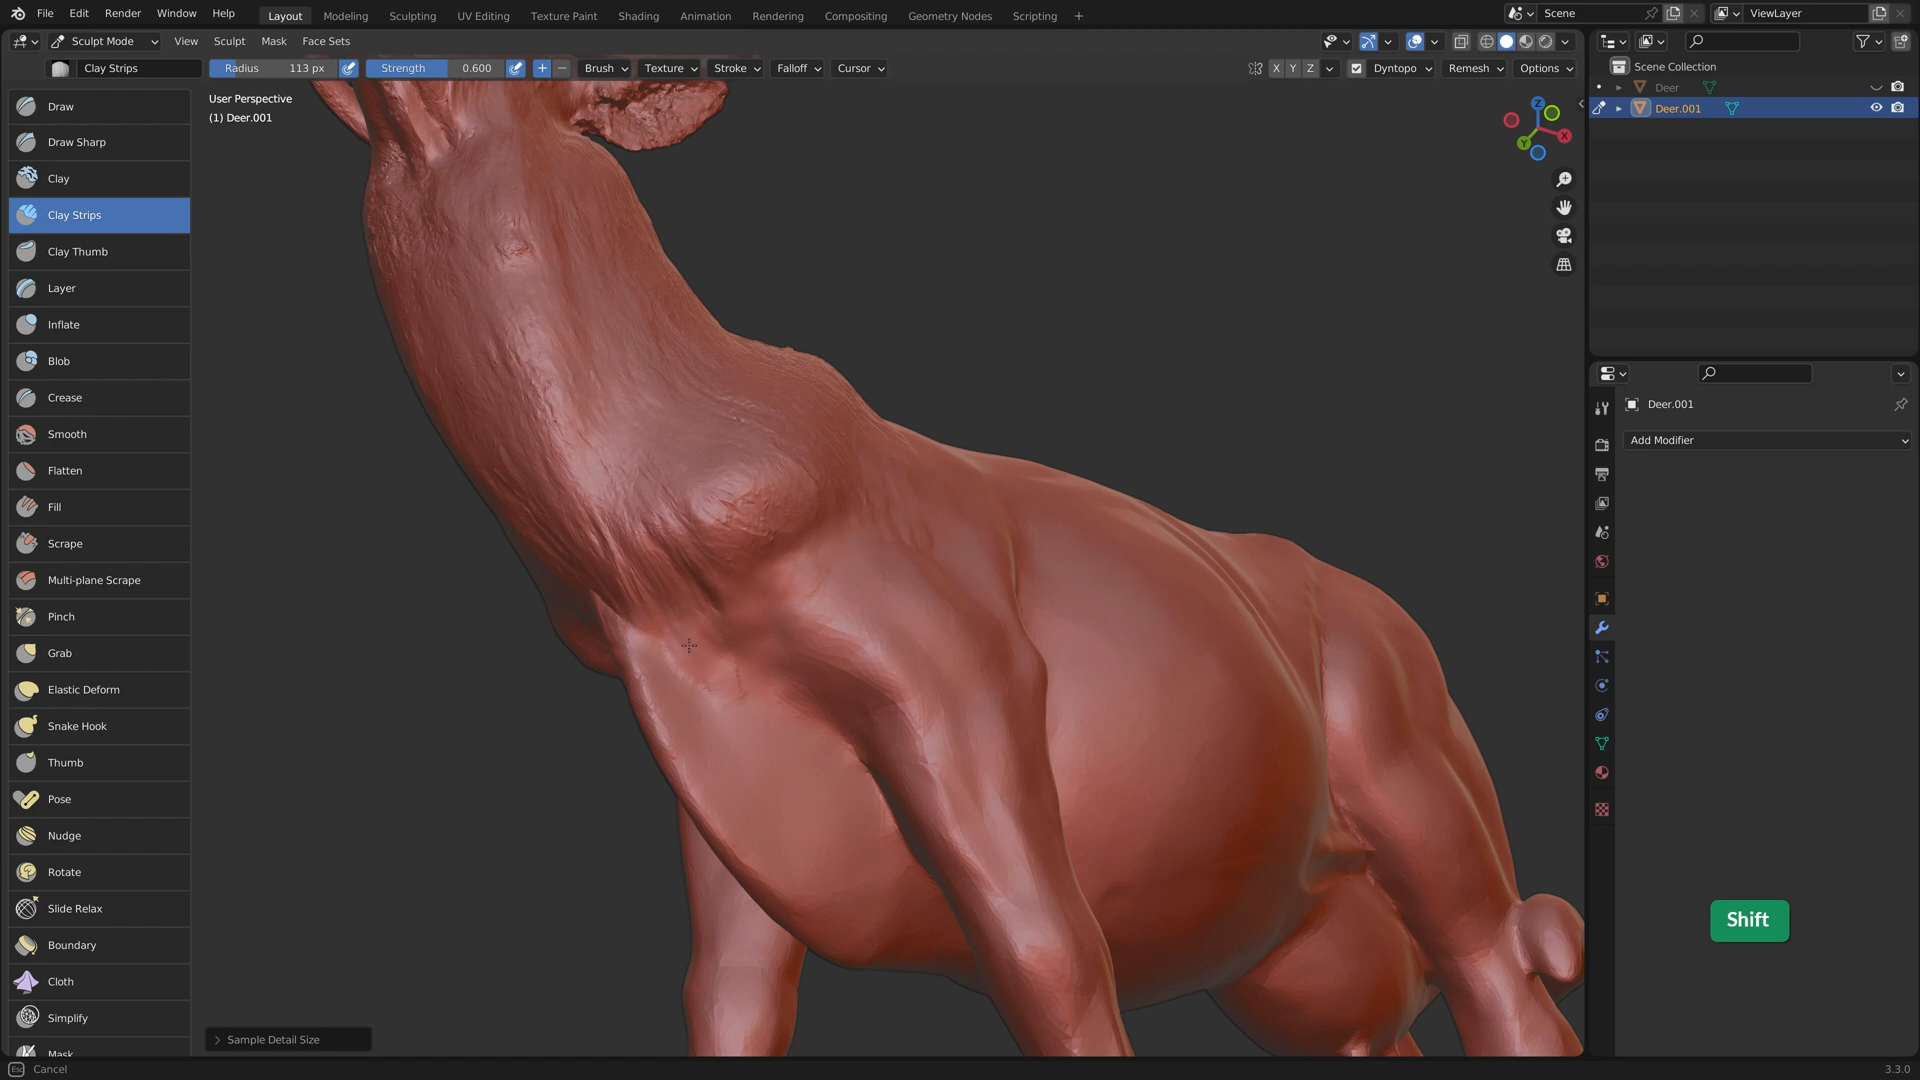 File Edit Render Window Help Layout Modeling Sculpting UV Editing Texture Paint Shading Animation Rendering Compositing Geometry Nodes Scripting + Scene ViewLayer
Sculpt Mode View Sculpt Mask Face Sets
Clay Strips Radius 113 px Strength 0.600 + − Brush Texture Stroke Falloff Cursor X Y Z Dyntopo Remesh Options
Scene Collection
Deer
Deer.001
User Perspective
(1) Deer.001
Z
X
Y
Draw
Draw Sharp
Clay
Clay Strips
Clay Thumb
Layer
Inflate
Blob
Crease
Smooth
Flatten
Fill
Scrape
Multi-plane Scrape
Pinch
Grab
Elastic Deform
Snake Hook
Thumb
Pose
Nudge
Rotate
Slide Relax
Boundary
Cloth
Simplify
Mask
Deer.001
Add Modifier
Shift
Sample Detail Size
Esc Cancel
3.3.0